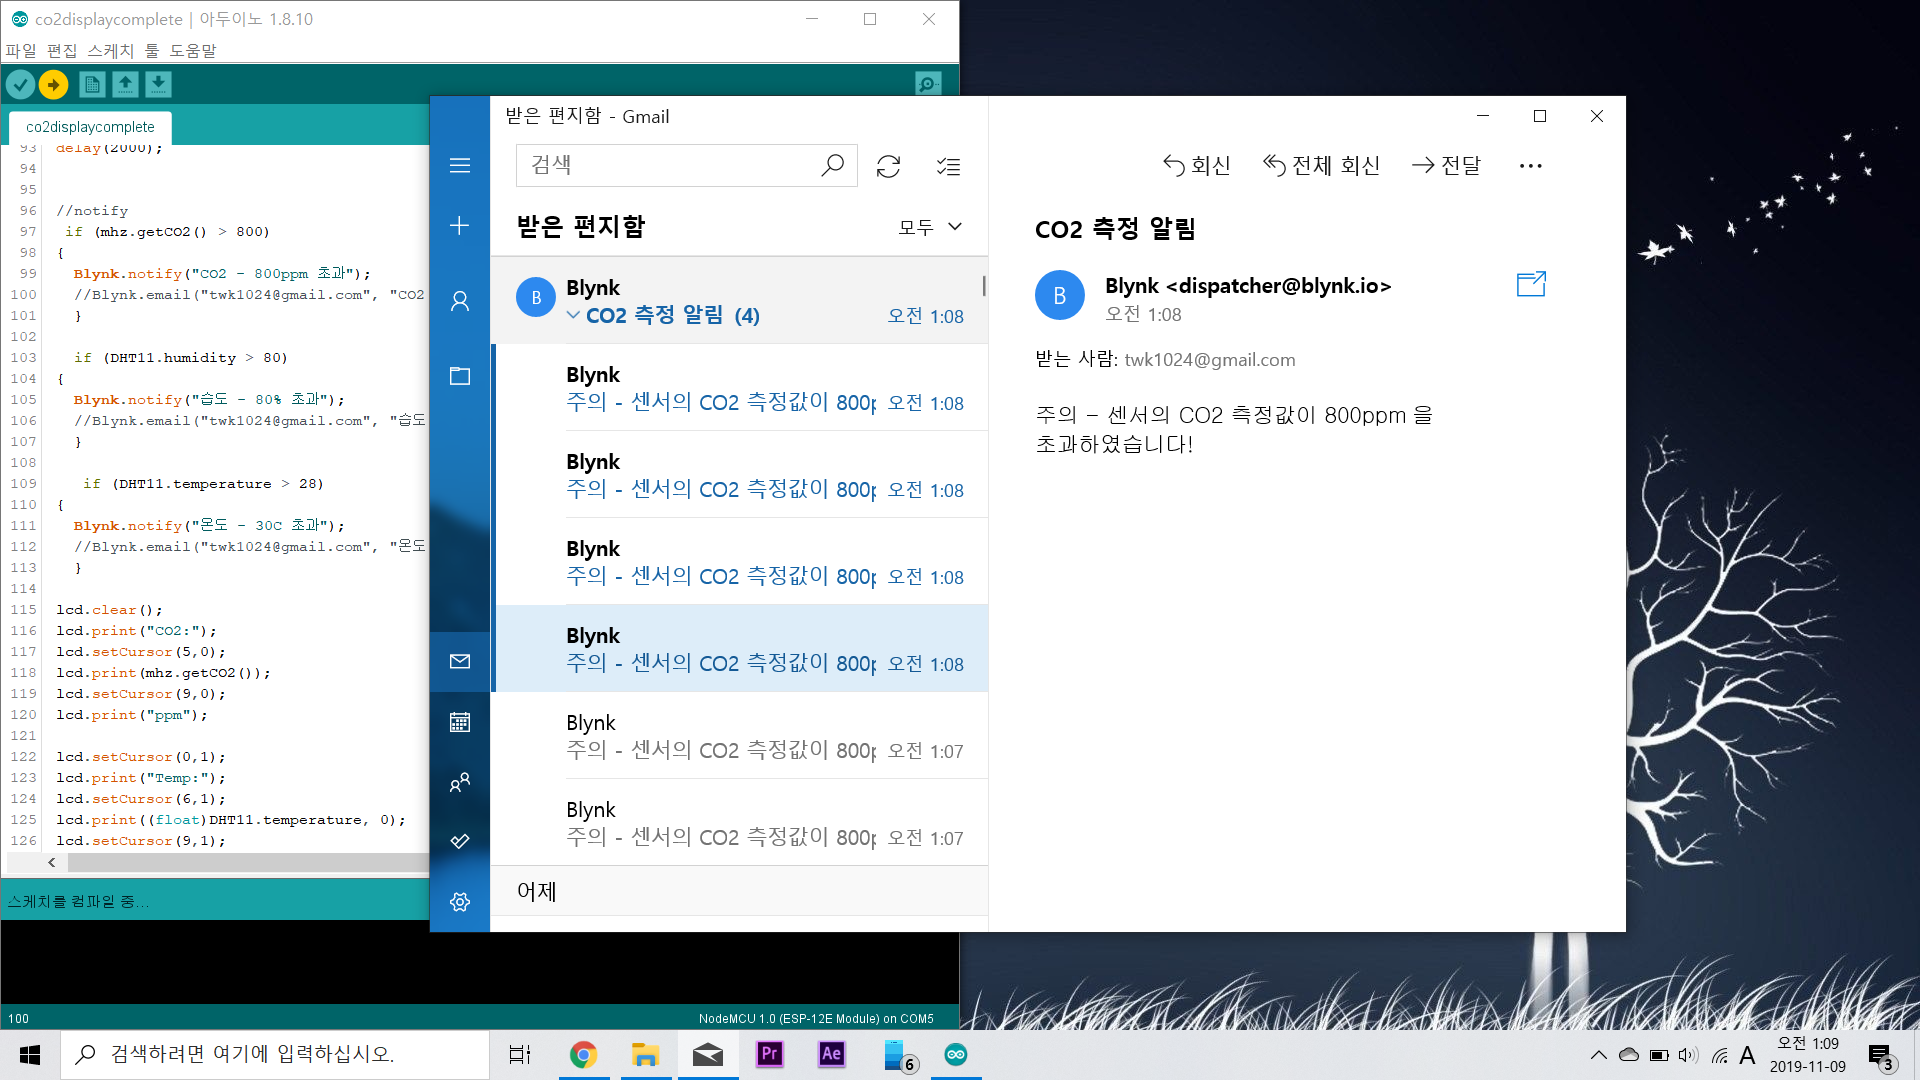 co2displaycomplete | 아두이노 1.8.10
파일 편집 스케치 툴 도움말
co2displaycomplete
93 delay(2000);
94
95
96 //notify
97 if (mhz.getCO2() > 800)
98 {
99 Blynk.notify("CO2 - 800ppm 초과");
100 //Blynk.email("twk1024@gmail.com", "CO2
101 }
102
103 if (DHT11.humidity > 80)
104 {
105 Blynk.notify("습도 - 80% 초과");
106 //Blynk.email("twk1024@gmail.com", "습도
107 }
108
109 if (DHT11.temperature > 28)
110 {
111 Blynk.notify("온도 - 30C 초과");
112 //Blynk.email("twk1024@gmail.com", "온도
113 }
114
115 lcd.clear();
116 lcd.print("CO2:");
117 lcd.setCursor(5,0);
118 lcd.print(mhz.getCO2());
119 lcd.setCursor(9,0);
120 lcd.print("ppm");
121
122 lcd.setCursor(0,1);
123 lcd.print("Temp:");
124 lcd.setCursor(6,1);
125 lcd.print((float)DHT11.temperature, 0);
126 lcd.setCursor(9,1);
스케치를 컴파일 중...
100
NodeMCU 1.0 (ESP-12E Module) on COM5
받은 편지함 - Gmail
검색
받은 편지함
모두
B
Blynk
CO2 측정 알림 (4) 오전 1:08
Blynk
주의 - 센서의 CO2 측정값이 800p 오전 1:08
Blynk
주의 - 센서의 CO2 측정값이 800p 오전 1:08
Blynk
주의 - 센서의 CO2 측정값이 800p 오전 1:08
Blynk
주의 - 센서의 CO2 측정값이 800p 오전 1:08
Blynk
주의 - 센서의 CO2 측정값이 800p 오전 1:07
Blynk
주의 - 센서의 CO2 측정값이 800p 오전 1:07
어제
회신 전체 회신 전달
CO2 측정 알림
B
Blynk <dispatcher@blynk.io>
오전 1:08
받는 사람: twk1024@gmail.com
주의 - 센서의 CO2 측정값이 800ppm 을
초과하였습니다!
검색하려면 여기에 입력하십시오.
Pr
Ae
6
A
오전 1:09
2019-11-09
3